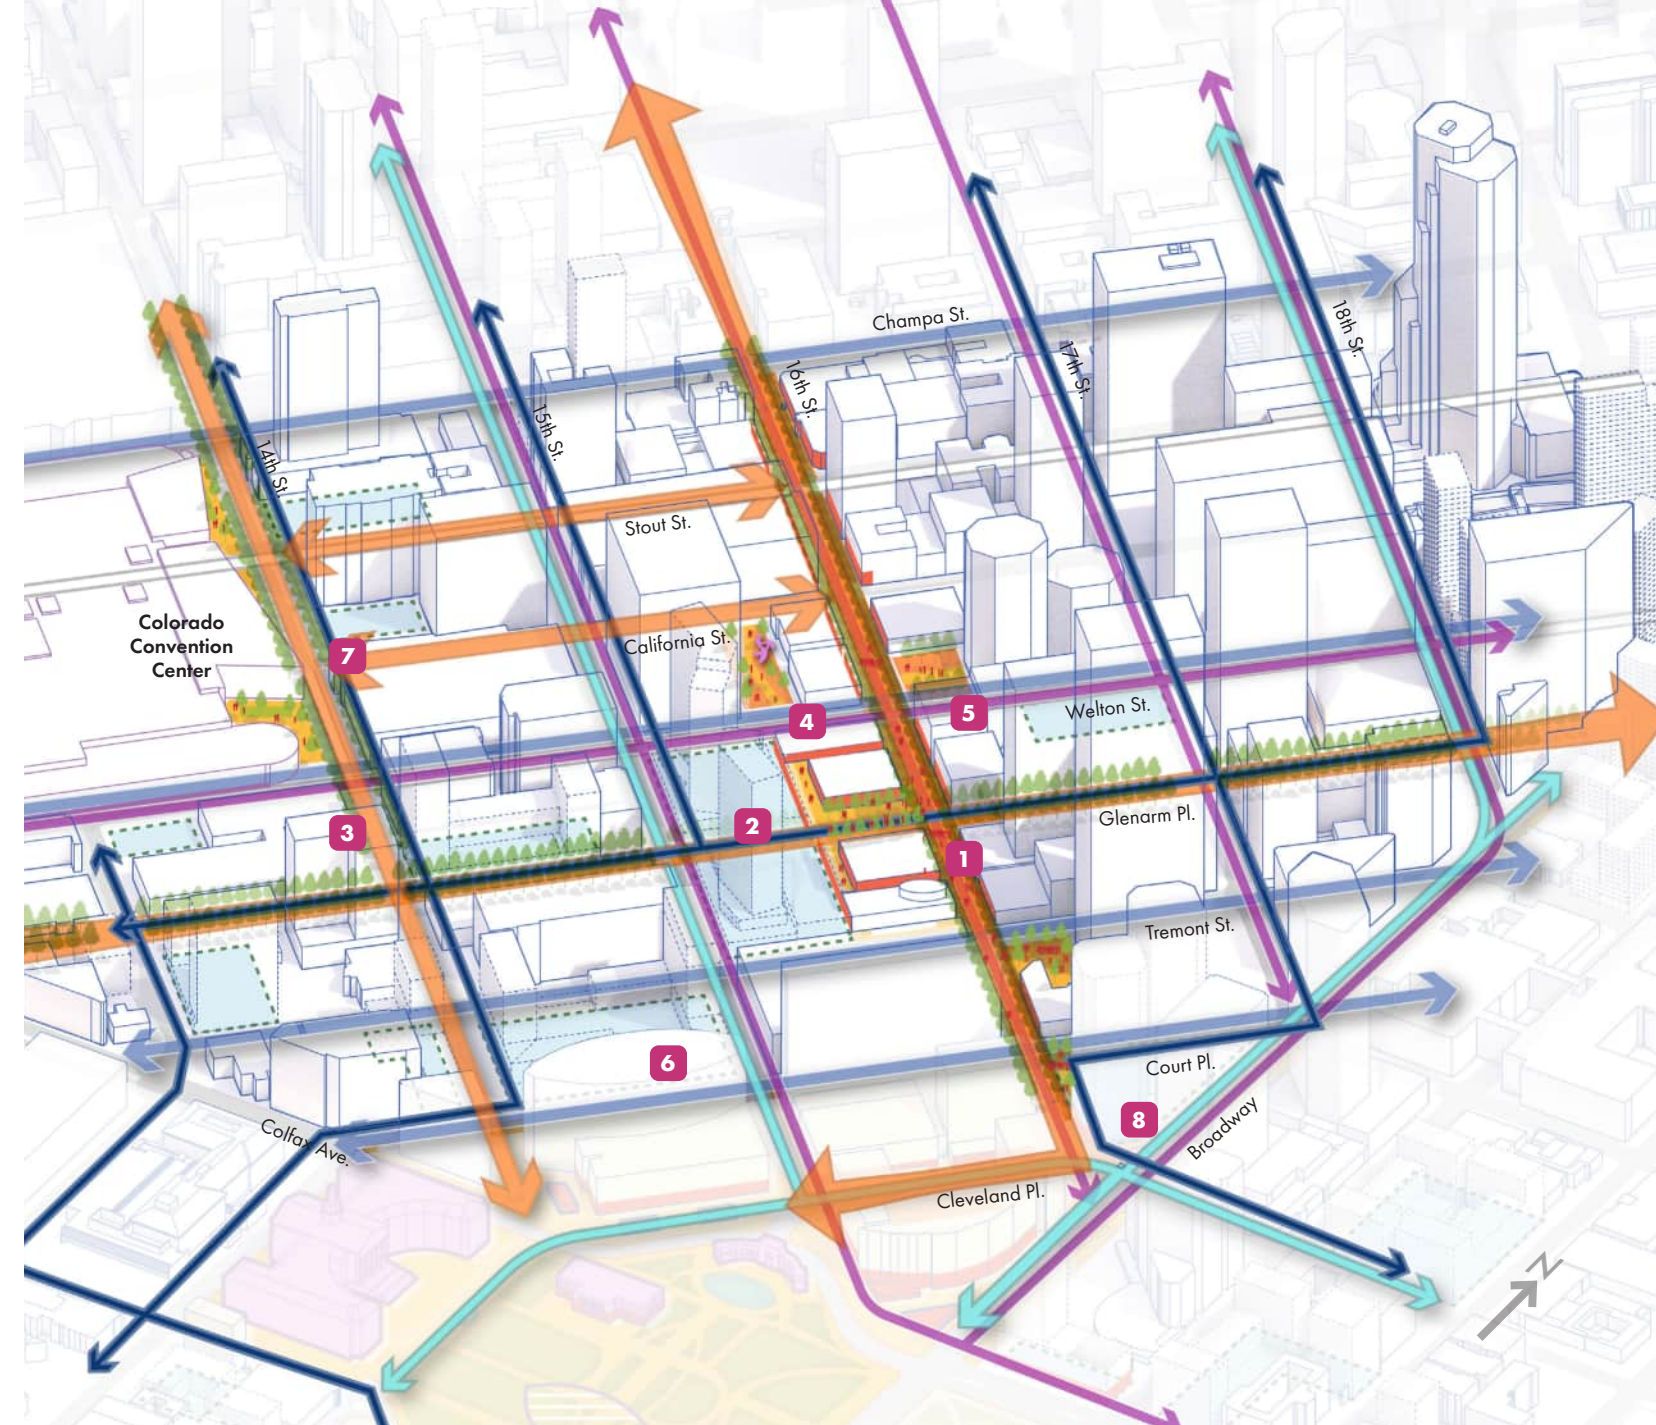 Champa St.
18th St.
17th St.
16th St.
15th St.
14th St.
Stout St.
Colorado
Convention
Center
7
California St.
4
5
Welton St.
3
2
Glenarm Pl.
1
Tremont St.
6
Court Pl.
8
Colfax Ave.
Broadway
Cleveland Pl.
N